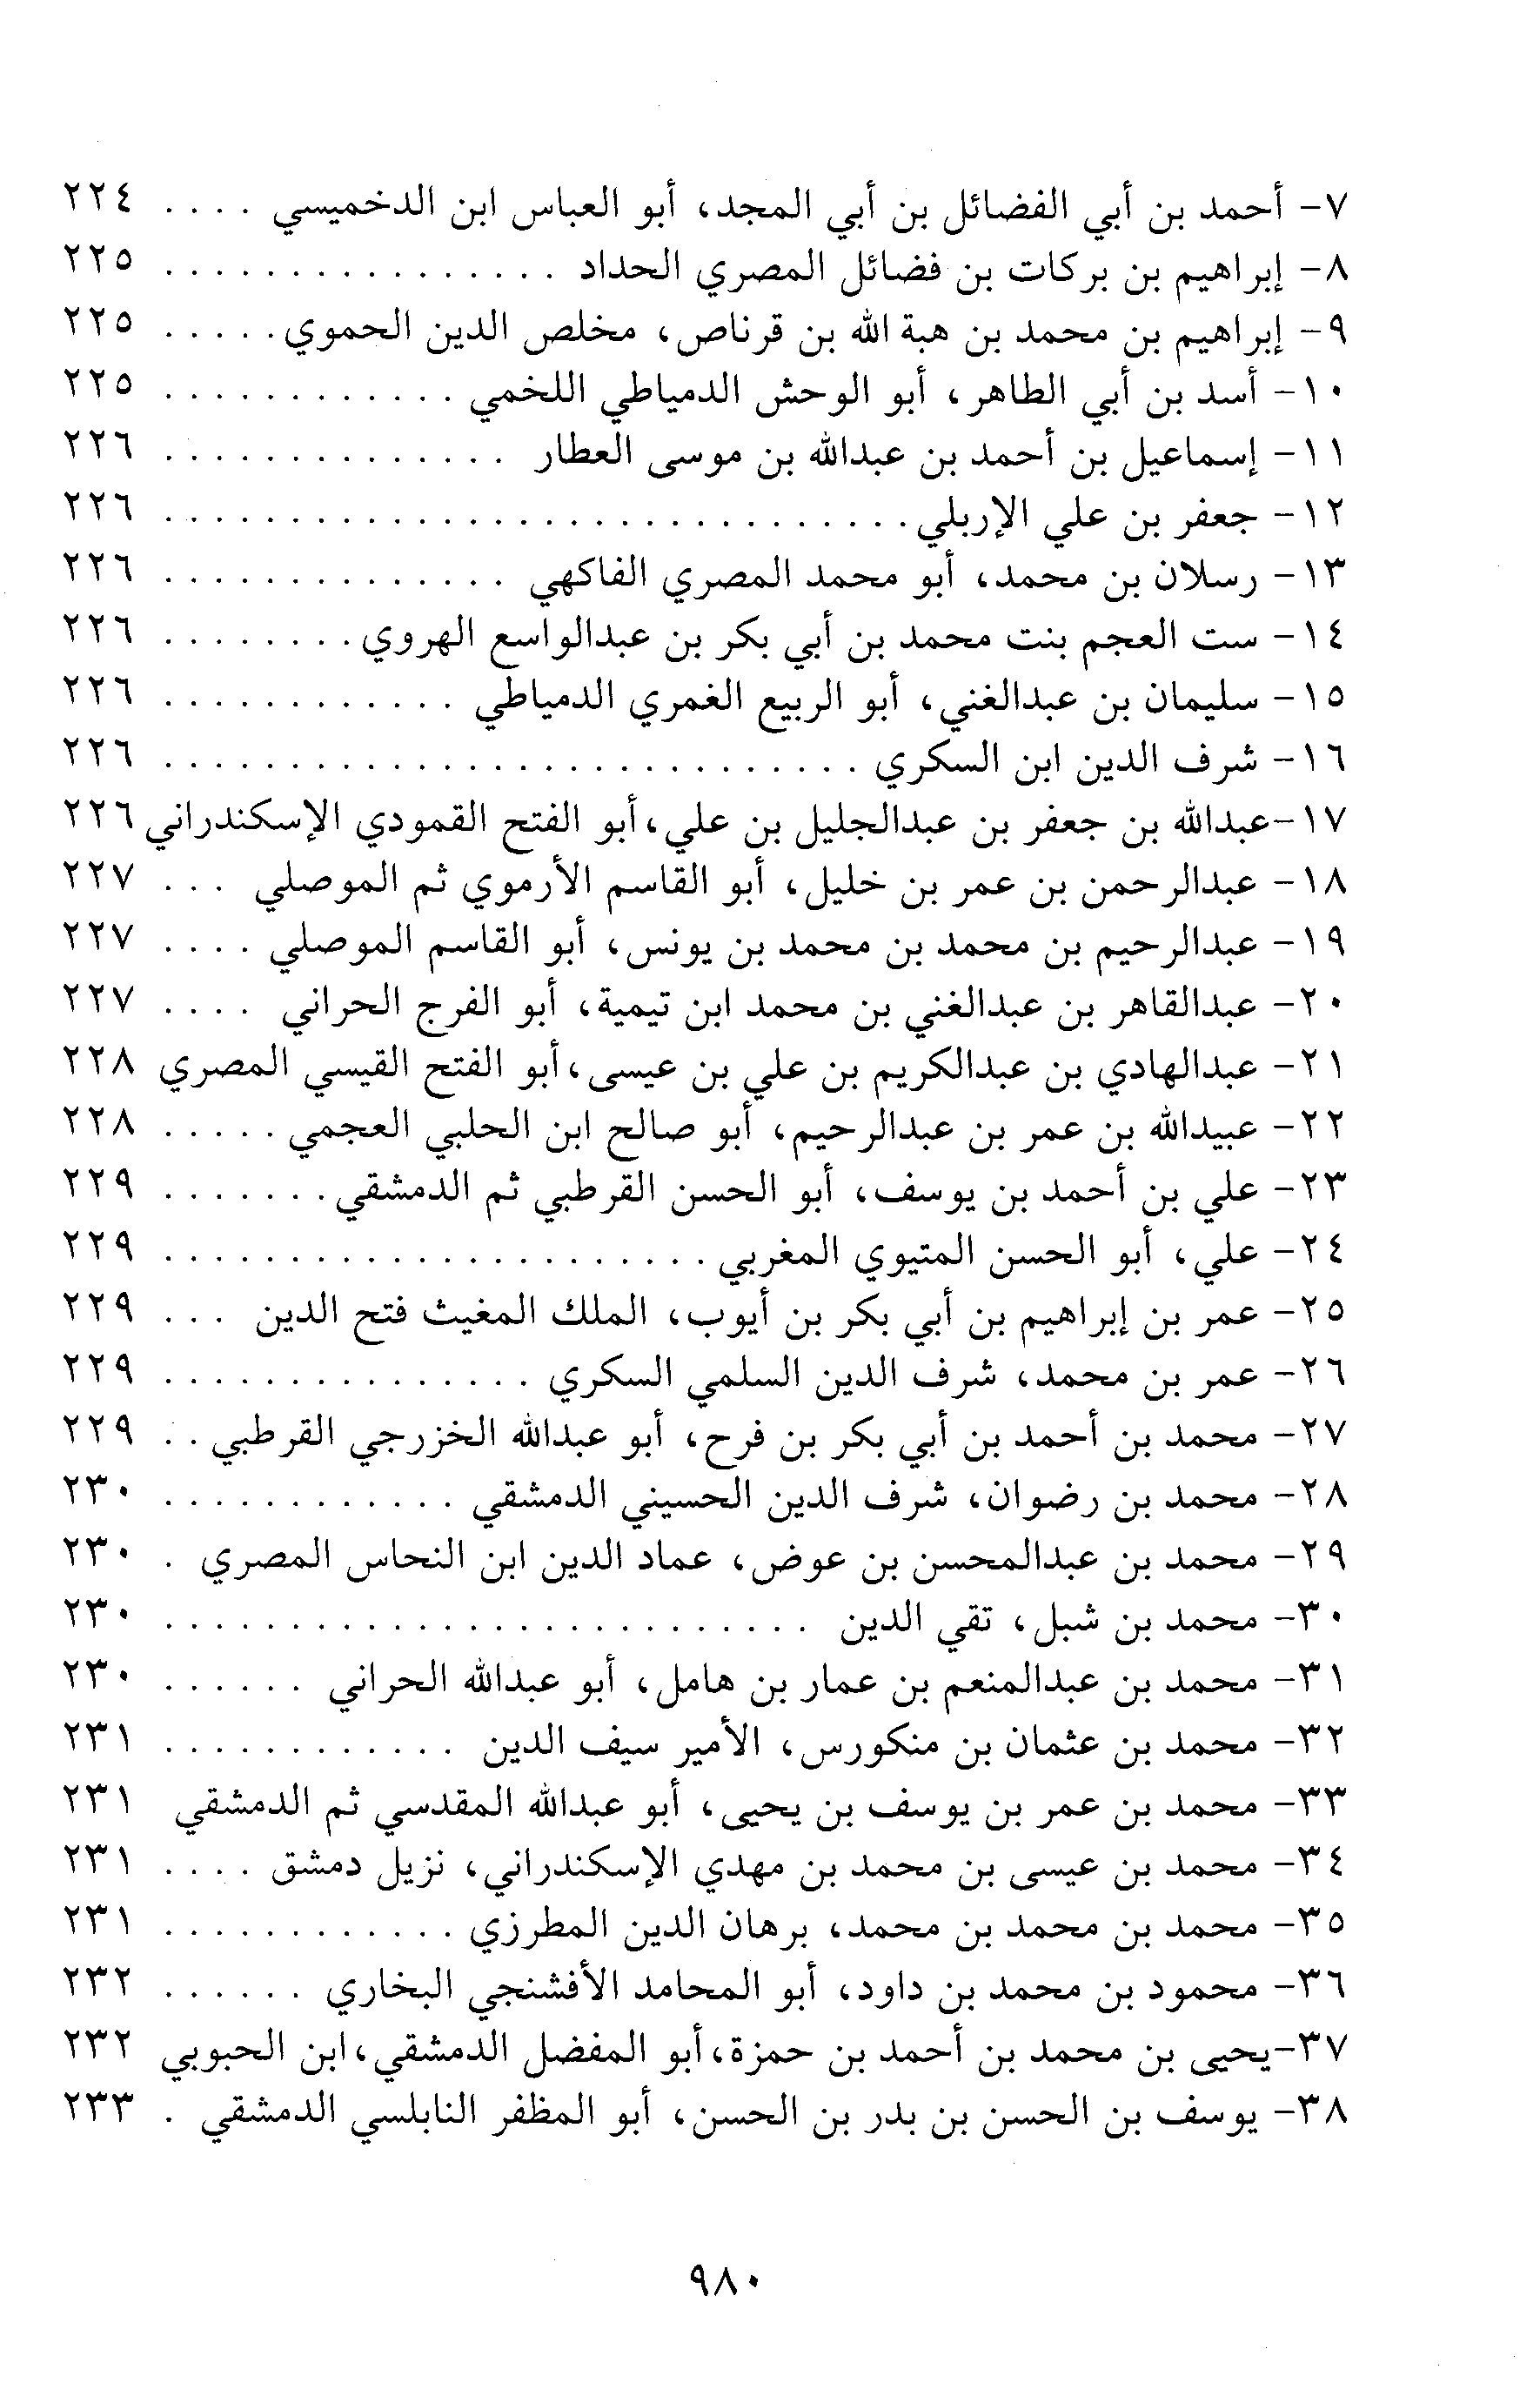 ٧- أحمد بن أبي الفضائل بن أبي المجد، أبو العباس ابن الدخميسي . . . . ٢٢٤
٨- إبراهيم بن بركات بن فضائل المصري الحداد . . . . . . . . . . . . . . . . ٢٢٥
٩- إبراهيم بن محمد بن هبة الله بن قرناص، مخلص الدين الحموي . . . . . ٢٢٥
١٠- أسد بن أبي الطاهر، أبو الوحش الدمياطي اللخمي . . . . . . . . . . . . ٢٢٥
١١- إسماعيل بن أحمد بن عبدالله بن موسى العطار . . . . . . . . . . . . . . ٢٢٦
١٢- جعفر بن علي الإربلي . . . . . . . . . . . . . . . . . . . . . . . . . . . . . ٢٢٦
١٣- رسلان بن محمد، أبو محمد المصري الفاكهي . . . . . . . . . . . . . . ٢٢٦
١٤- ست العجم بنت محمد بن أبي بكر بن عبدالواسع الهروي . . . . . . . . ٢٢٦
١٥- سليمان بن عبدالغني، أبو الربيع الغمري الدمياطي . . . . . . . . . . . . ٢٢٦
١٦- شرف الدين ابن السكري . . . . . . . . . . . . . . . . . . . . . . . . . . . ٢٢٦
١٧-عبدالله بن جعفر بن عبدالجليل بن علي، أبو الفتح القمودي الإسكندراني ٢٢٦
١٨- عبدالرحمن بن عمر بن خليل، أبو القاسم الأرموي ثم الموصلي . . . ٢٢٧
١٩- عبدالرحيم بن محمد بن محمد بن يونس، أبو القاسم الموصلي . . . . ٢٢٧
٢٠- عبدالقاهر بن عبدالغني بن محمد ابن تيمية، أبو الفرج الحراني . . . . ٢٢٧
٢١- عبدالهادي بن عبدالكريم بن علي بن عيسى، أبو الفتح القيسي المصري ٢٢٨
٢٢- عبيدالله بن عمر بن عبدالرحيم، أبو صالح ابن الحلبي العجمي . . . . . ٢٢٨
٢٣- علي بن أحمد بن يوسف، أبو الحسن القرطبي ثم الدمشقي . . . . . . . ٢٢٩
٢٤- علي، أبو الحسن المتيوي المغربي . . . . . . . . . . . . . . . . . . . . . . ٢٢٩
٢٥- عمر بن إبراهيم بن أبي بكر بن أيوب، الملك المغيث فتح الدين . . . ٢٢٩
٢٦- عمر بن محمد، شرف الدين السلمي السكري . . . . . . . . . . . . . . . ٢٢٩
٢٧- محمد بن أحمد بن أبي بكر بن فرح، أبو عبدالله الخزرجي القرطبي . . ٢٢٩
٢٨- محمد بن رضوان، شرف الدين الحسيني الدمشقي . . . . . . . . . . . . ٢٣٠
٢٩- محمد بن عبدالمحسن بن عوض، عماد الدين ابن النحاس المصري . ٢٣٠
٣٠- محمد بن شبل، تقي الدين . . . . . . . . . . . . . . . . . . . . . . . . . . ٢٣٠
٣١- محمد بن عبدالمنعم بن عمار بن هامل، أبو عبدالله الحراني . . . . . . ٢٣٠
٣٢- محمد بن عثمان بن منكورس، الأمير سيف الدين . . . . . . . . . . . . ٢٣١
٣٣- محمد بن عمر بن يوسف بن يحيى، أبو عبدالله المقدسي ثم الدمشقي ٢٣١
٣٤- محمد بن عيسى بن محمد بن مهدي الإسكندراني، نزيل دمشق . . . . ٢٣١
٣٥- محمد بن محمد بن محمد، برهان الدين المطرزي . . . . . . . . . . . . ٢٣١
٣٦- محمود بن محمد بن داود، أبو المحامد الأفشنجي البخاري . . . . . . ٢٣٢
٣٧-يحيى بن محمد بن أحمد بن حمزة، أبو المفضل الدمشقي، ابن الحبوبي ٢٣٢
٣٨- يوسف بن الحسن بن بدر بن الحسن، أبو المظفر النابلسي الدمشقي . ٢٣٣
٩٨٠